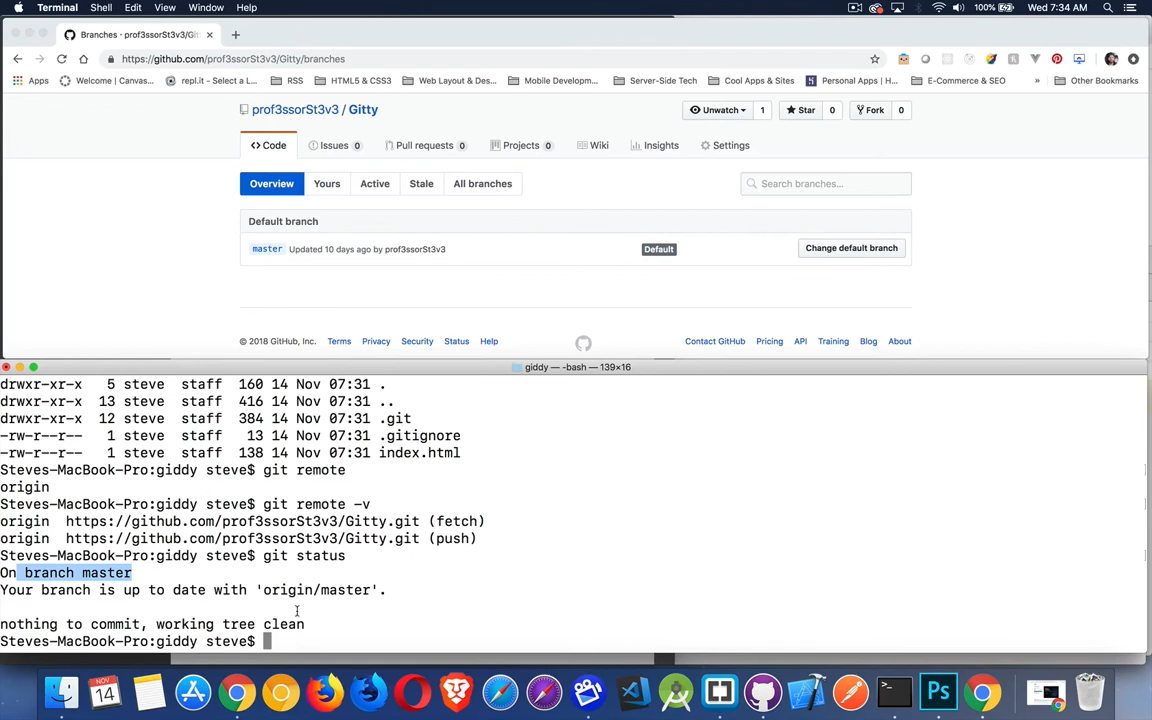 Terminal Shell Edit View Window Help 100% Wed 7:34 AM
Branches · prof3ssorSt3v3/Git
https://github.com/prof3ssorSt3v3/Gitty/branches
Apps Welcome | Canvas... repl.it - Select a L... RSS HTML5 & CSS3 Web Layout & Des... Mobile Developm... Server-Side Tech Cool Apps & Sites Personal Apps | H... E-Commerce & SEO » Other Bookmarks
prof3ssorSt3v3 / Gitty Unwatch 1 Star 0 Fork 0
<> Code Issues 0 Pull requests 0 Projects 0 Wiki Insights Settings
Overview Yours Active Stale All branches Search branches...
Default branch
master Updated 10 days ago by prof3ssorSt3v3 Default Change default branch
© 2018 GitHub, Inc. Terms Privacy Security Status Help Contact GitHub Pricing API Training Blog About
giddy — -bash — 139×16
drwxr-xr-x 5 steve staff 160 14 Nov 07:31 .
drwxr-xr-x 13 steve staff 416 14 Nov 07:31 ..
drwxr-xr-x 12 steve staff 384 14 Nov 07:31 .git
-rw-r--r-- 1 steve staff 13 14 Nov 07:31 .gitignore
-rw-r--r-- 1 steve staff 138 14 Nov 07:31 index.html
Steves-MacBook-Pro:giddy steve$ git remote
origin
Steves-MacBook-Pro:giddy steve$ git remote -v
origin https://github.com/prof3ssorSt3v3/Gitty.git (fetch)
origin https://github.com/prof3ssorSt3v3/Gitty.git (push)
Steves-MacBook-Pro:giddy steve$ git status
On branch master
Your branch is up to date with 'origin/master'.
nothing to commit, working tree clean
Steves-MacBook-Pro:giddy steve$
NOV
14
Ps